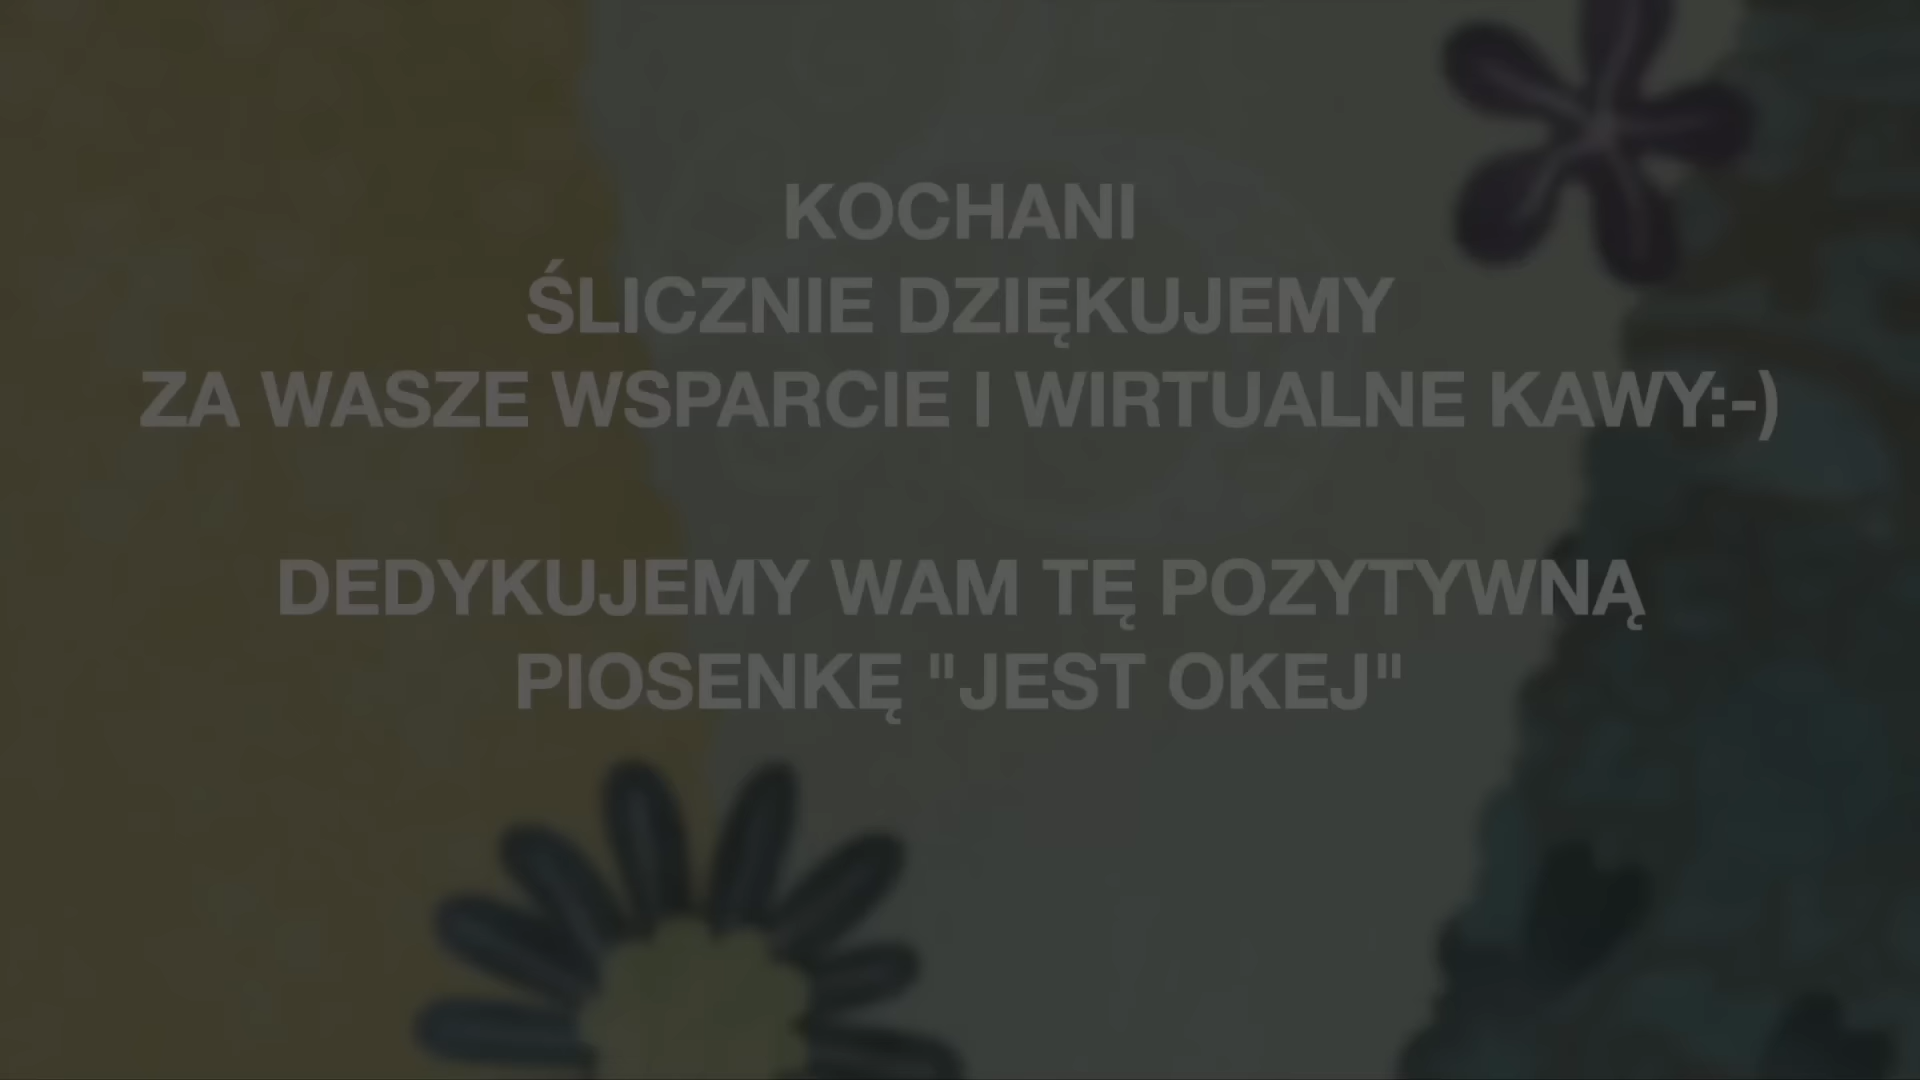 KOCHANI
ŚLICZNIE DZIĘKUJEMY
ZA WASZE WSPARCIE I WIRTUALNE KAWY:-)
DEDYKUJEMY WAM TĘ POZYTYWNĄ
PIOSENKĘ "JEST OKEJ"